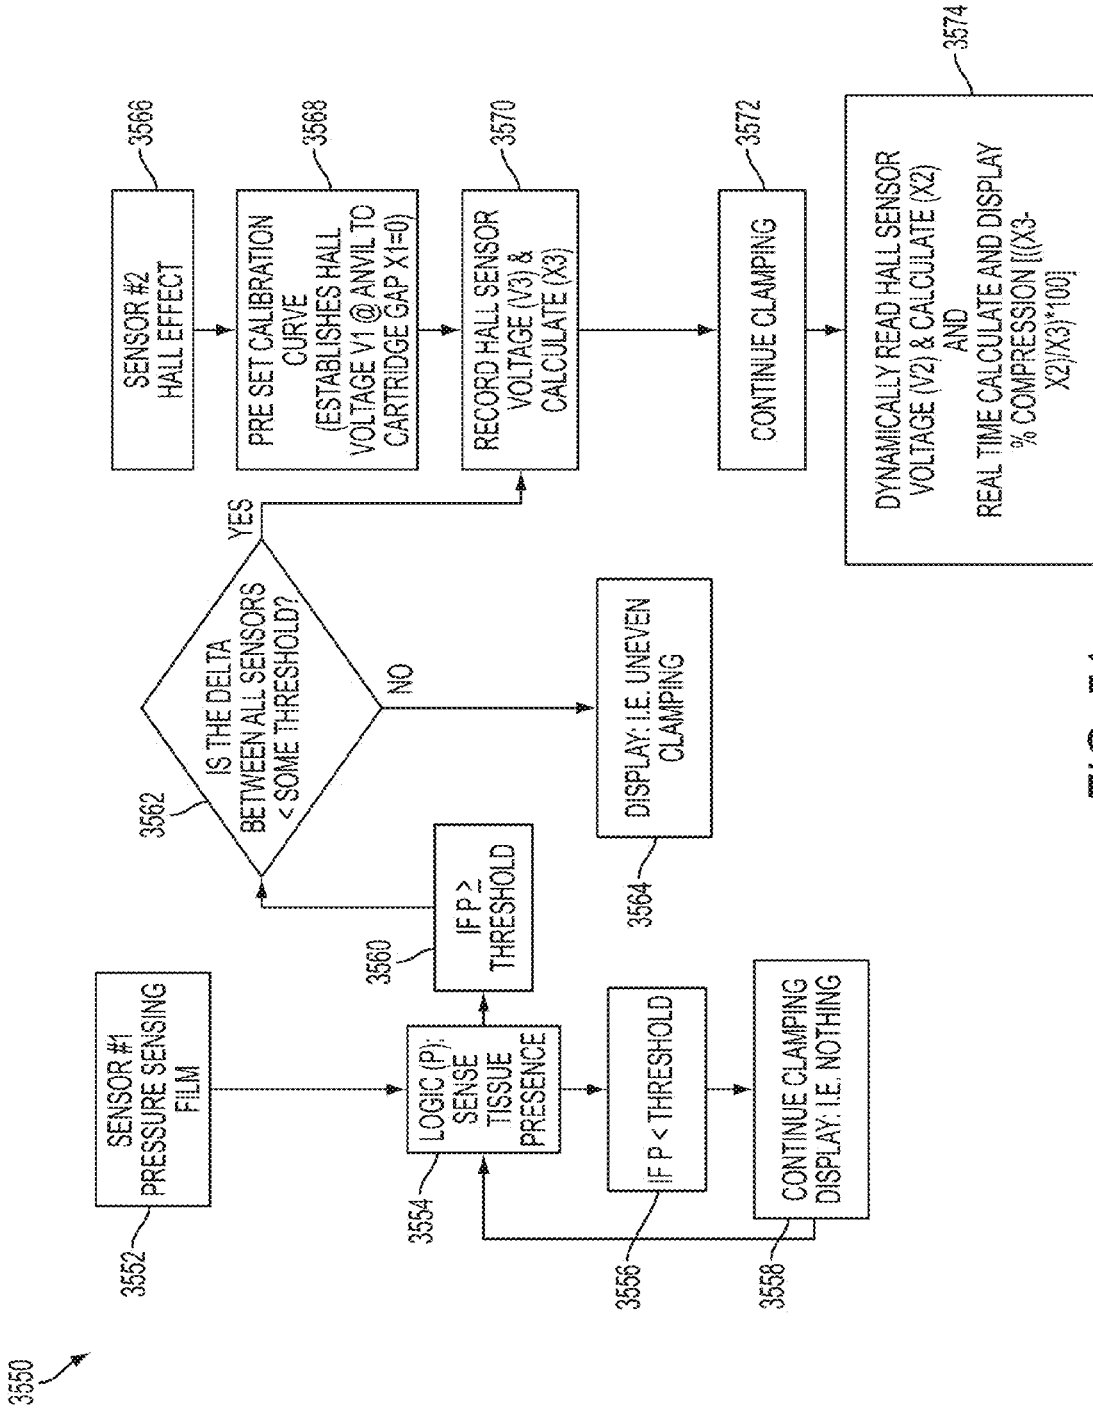 3550
3552
SENSOR #1
PRESSURE SENSING
FILM
3554
LOGIC (P):
SENSE
TISSUE
PRESENCE
3556
IF P < THRESHOLD
3558
CONTINUE CLAMPING
DISPLAY: I.E. NOTHING
3560
IF P ≥
THRESHOLD
3562
IS THE DELTA
BETWEEN ALL SENSORS
< SOME THRESHOLD?
YES
NO
3564
DISPLAY: I.E. UNEVEN
CLAMPING
3566
SENSOR #2
HALL EFFECT
3568
PRE SET CALIBRATION
CURVE
(ESTABLISHES HALL
VOLTAGE V1 @ ANVIL TO
CARTRIDGE GAP X1=0)
3570
RECORD HALL SENSOR
VOLTAGE (V3) &
CALCULATE (X3)
3572
CONTINUE CLAMPING
3574
DYNAMICALLY READ HALL SENSOR
VOLTAGE (V2) & CALCULATE (X2)
AND
REAL TIME CALCULATE AND DISPLAY
% COMPRESSION [((X3-
X2)/X3)*100]